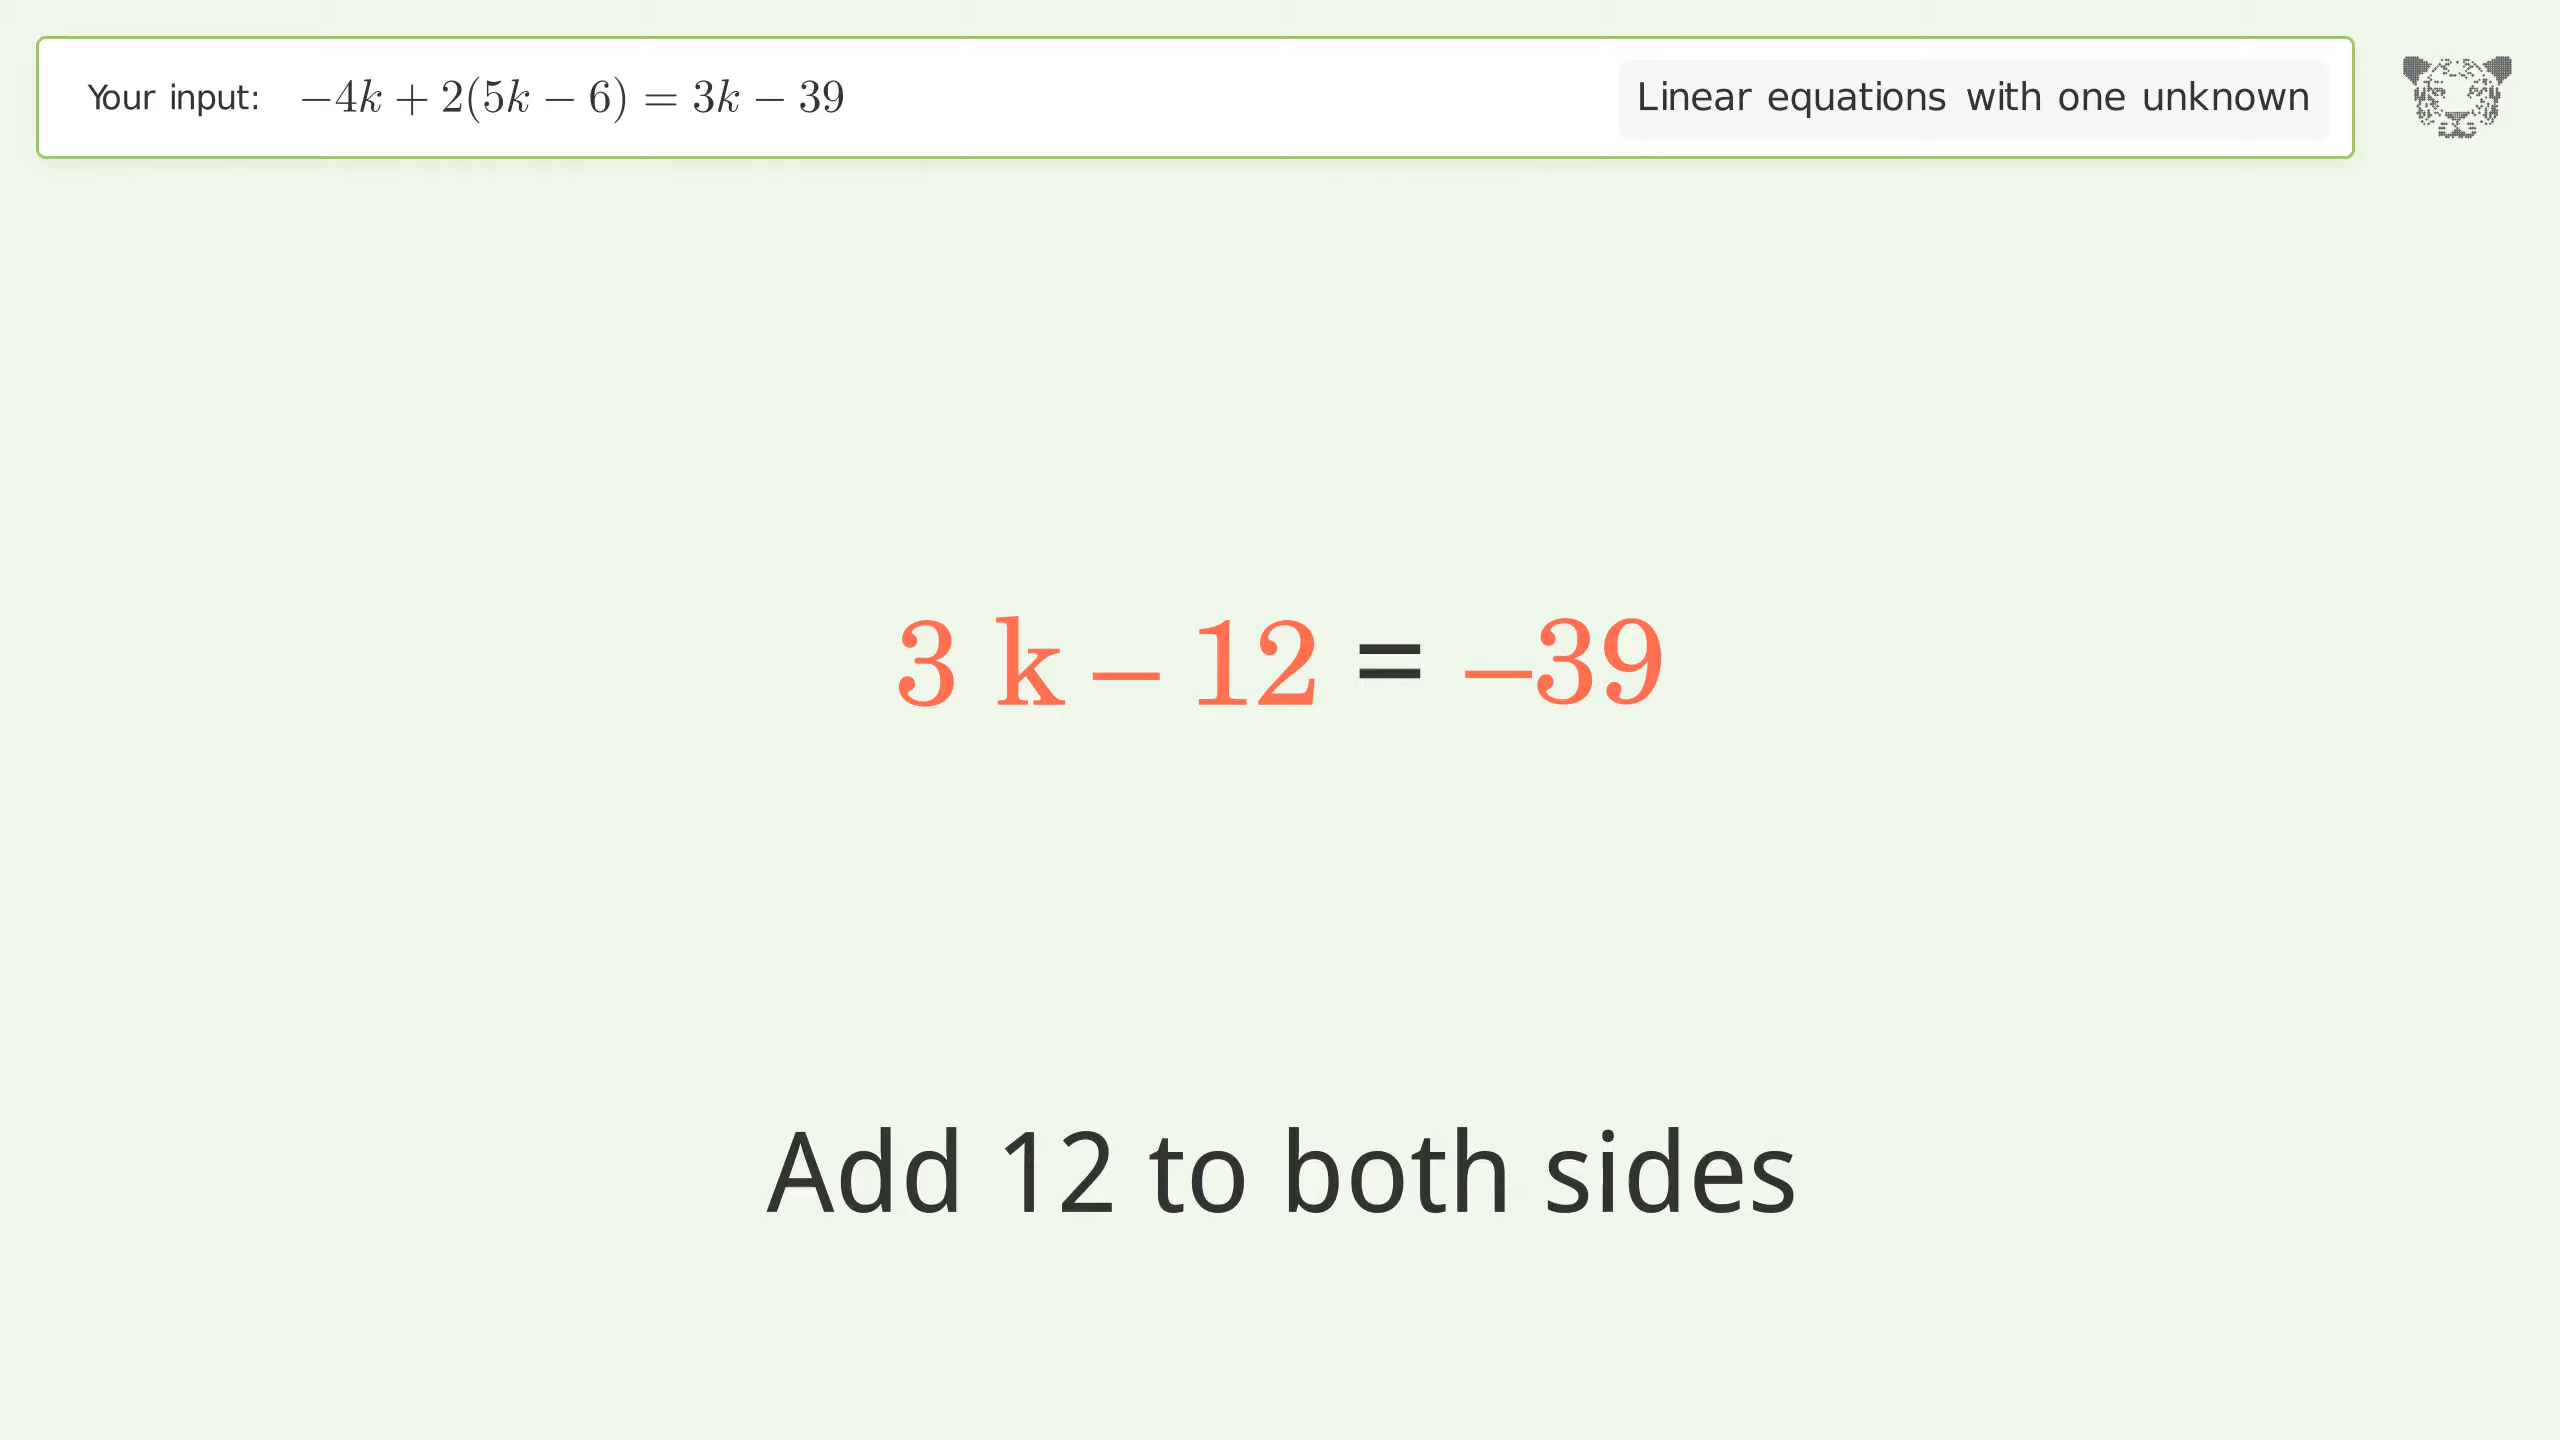 Your input: −4k + 2(5k − 6) = 3k − 39
Linear equations with one unknown
3 k – 12 = –39
Add 12 to both sides